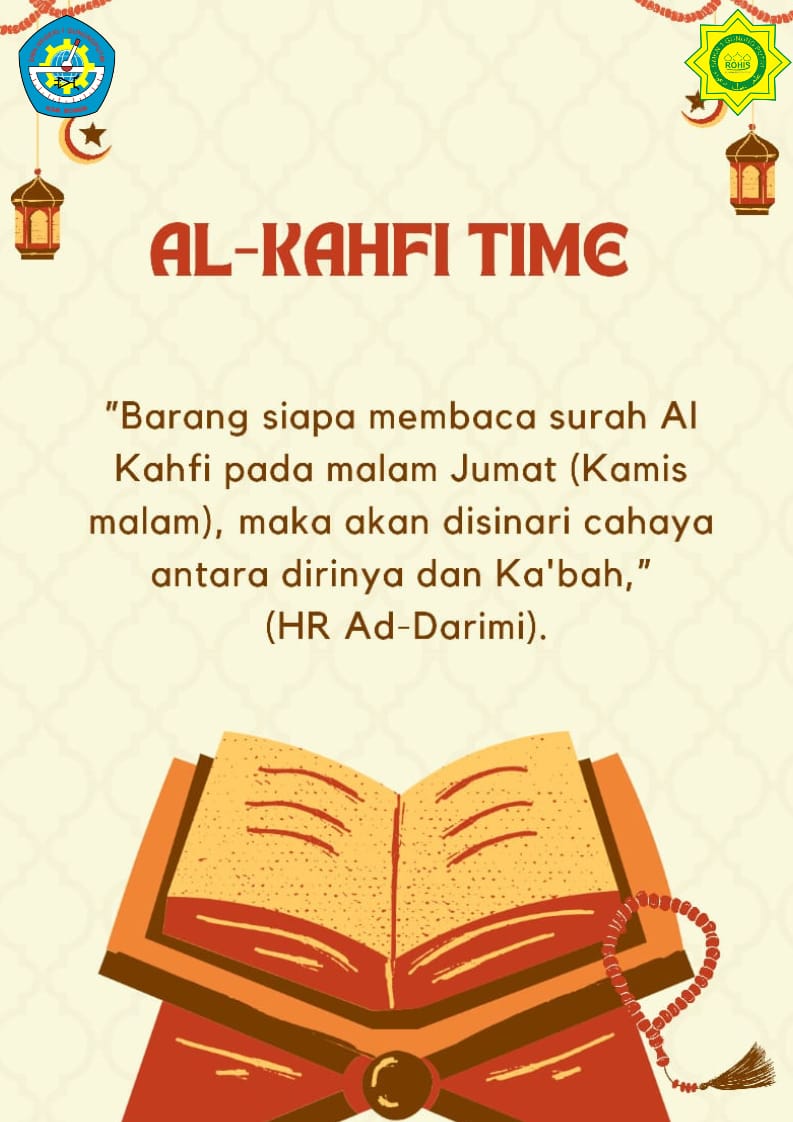 ROHIS
AL-KAHFI TIME
"Barang siapa membaca surah Al
Kahfi pada malam Jumat (Kamis
malam), maka akan disinari cahaya
antara dirinya dan Ka'bah,"
(HR Ad-Darimi).